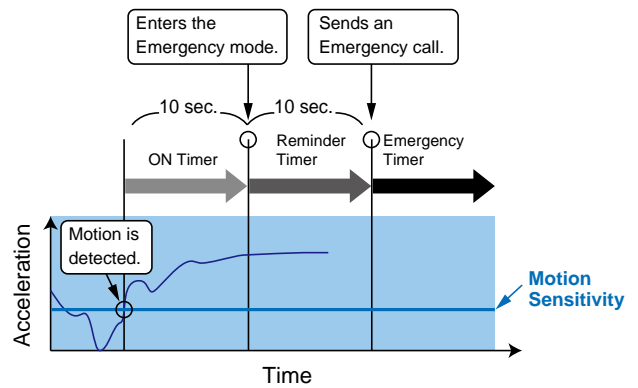 Enters the
Emergency mode.
Sends an
Emergency call.
10 sec.
10 sec.
ON Timer
Reminder
Timer
Emergency
Timer
Motion is
detected.
Acceleration
Motion
Sensitivity
Time